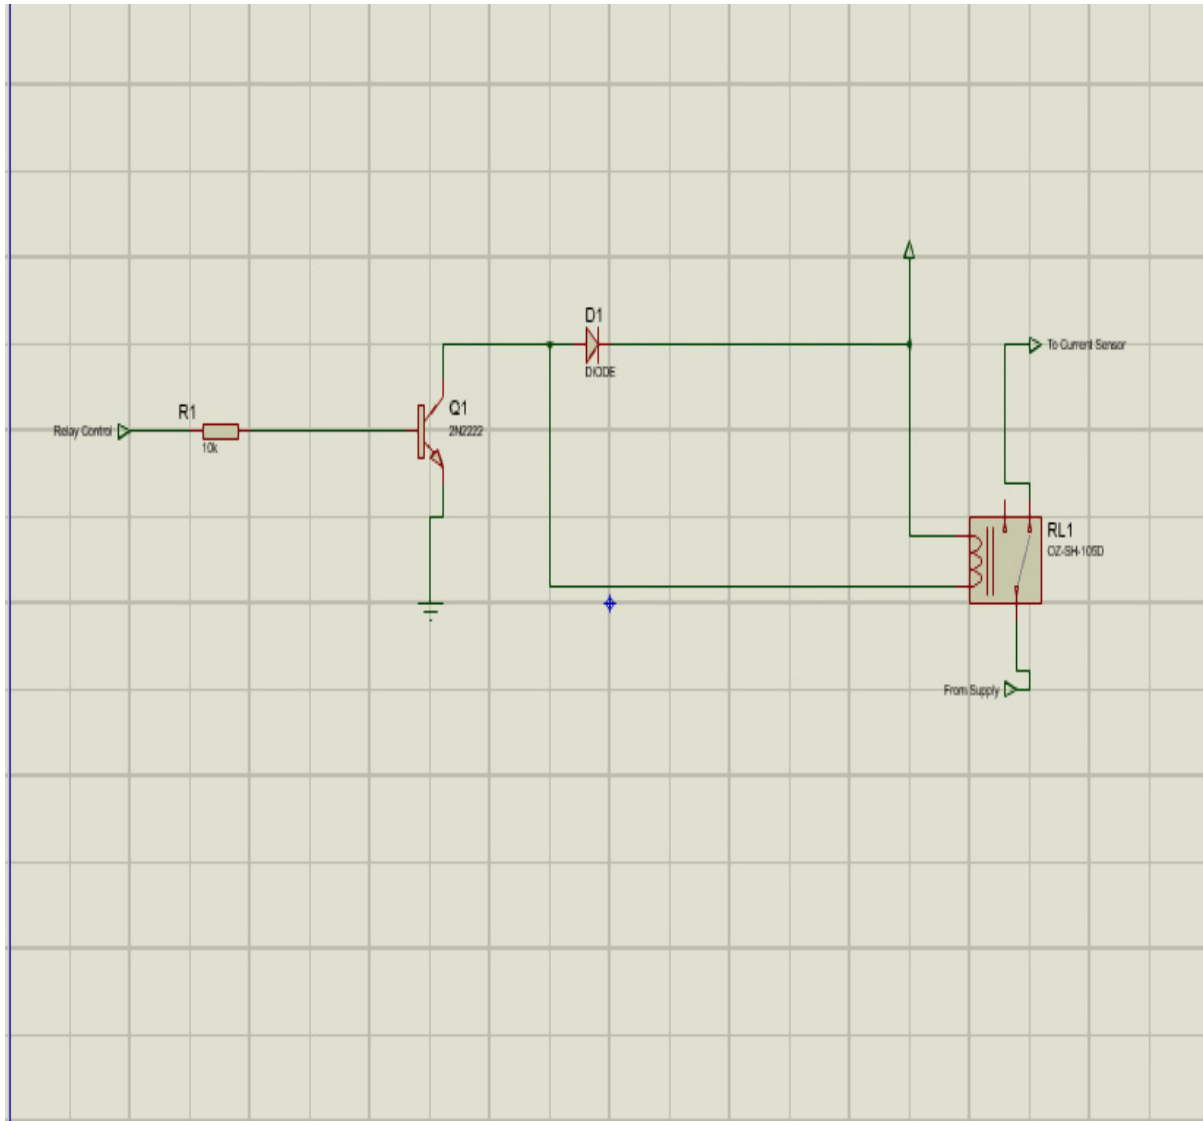 D1
DIODE
To Current Sensor
R1
Relay Control
10k
Q1
2N2222
RL1
OZ-SH-105D
From Supply